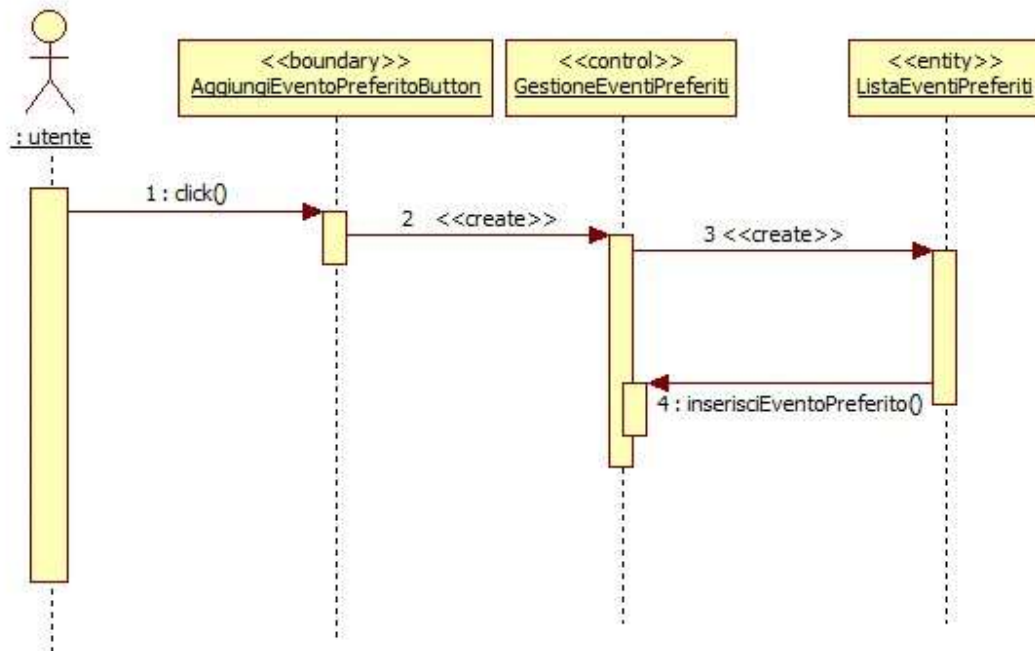 <<boundary>>
AggiungiEventoPreferitoButton
<<control>>
GestioneEventiPreferiti
<<entity>>
ListaEventiPreferiti
: utente
1 : click()
2 <<create>>
3 <<create>>
4 : inserisciEventoPreferito()